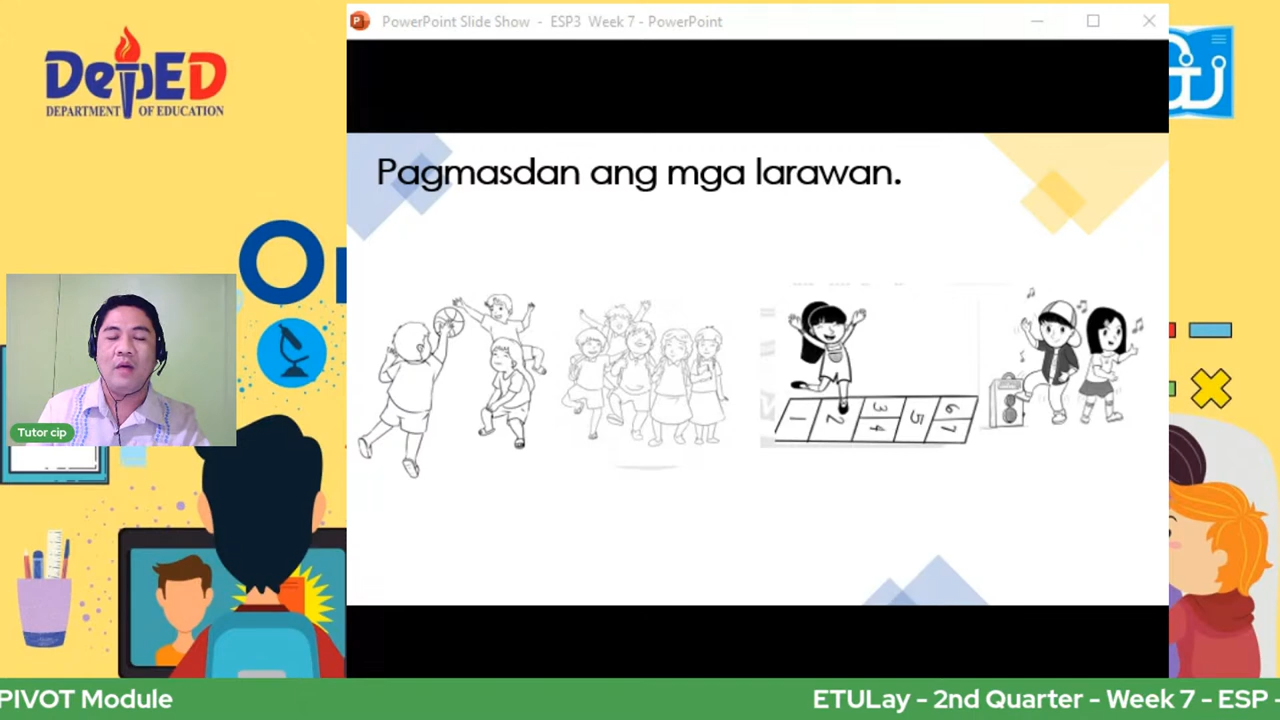 PowerPoint Slide Show - ESP3 Week 7 - PowerPoint
DepED
DEPARTMENT OF EDUCATION
Pagmasdan ang mga larawan.
1 2 3 4 5 6 7
Tutor cip
PIVOT Module
ETULay - 2nd Quarter - Week 7 - ESP -